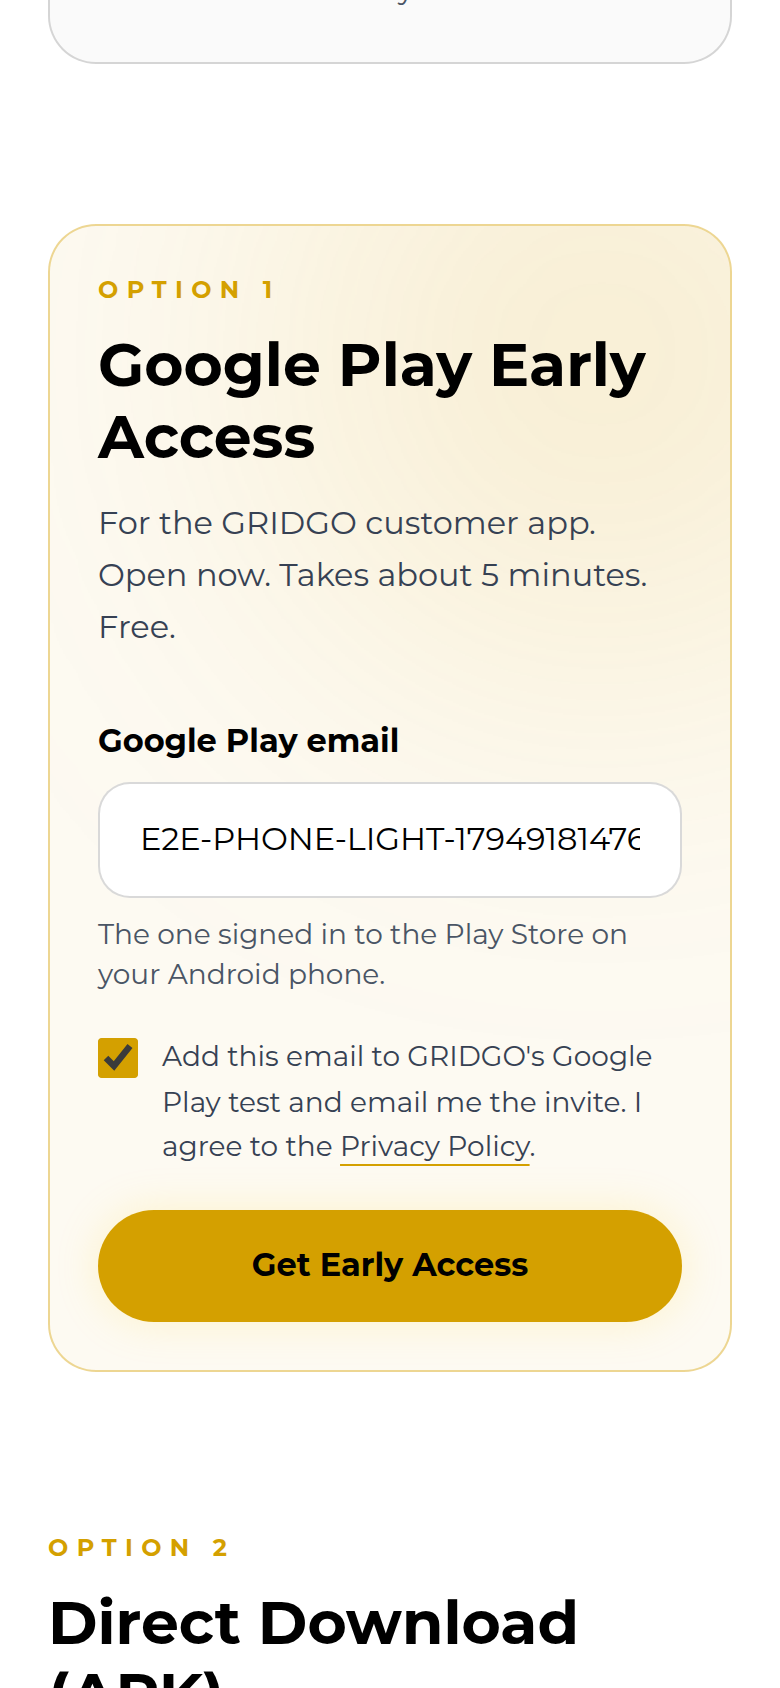 OPTION 1
Google Play Early
Access
For the GRIDGO customer app.
Open now. Takes about 5 minutes.
Free.
Google Play email
E2E-PHONE-LIGHT-17949181476
The one signed in to the Play Store on
your Android phone.
Add this email to GRIDGO's Google
Play test and email me the invite. I
agree to the Privacy Policy.
Get Early Access
OPTION 2
Direct Download
(APK)